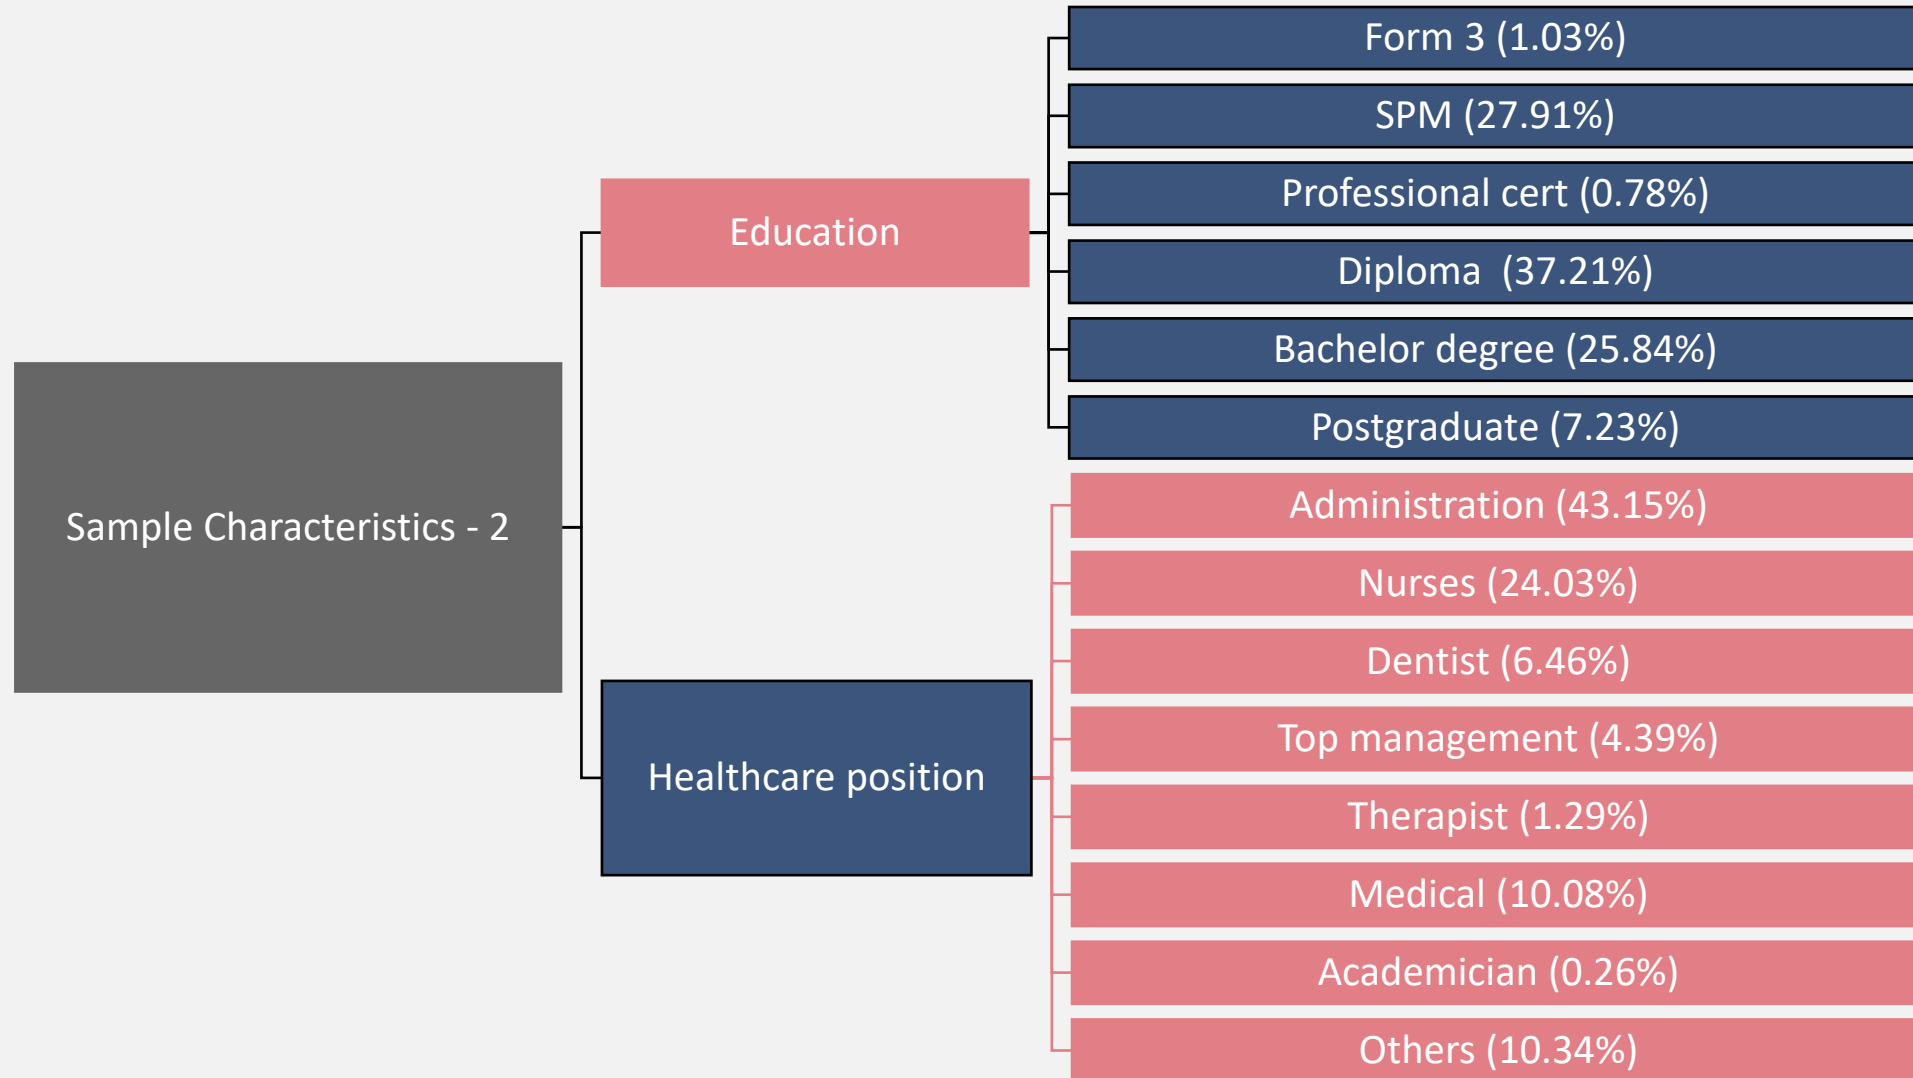 Sample Characteristics - 2
Education
Form 3 (1.03%)
SPM (27.91%)
Professional cert (0.78%)
Diploma  (37.21%)
Bachelor degree (25.84%)
Postgraduate (7.23%)
Healthcare position
Administration (43.15%)
Nurses (24.03%)
Dentist (6.46%)
Top management (4.39%)
Therapist (1.29%)
Medical (10.08%)
Academician (0.26%)
Others (10.34%)